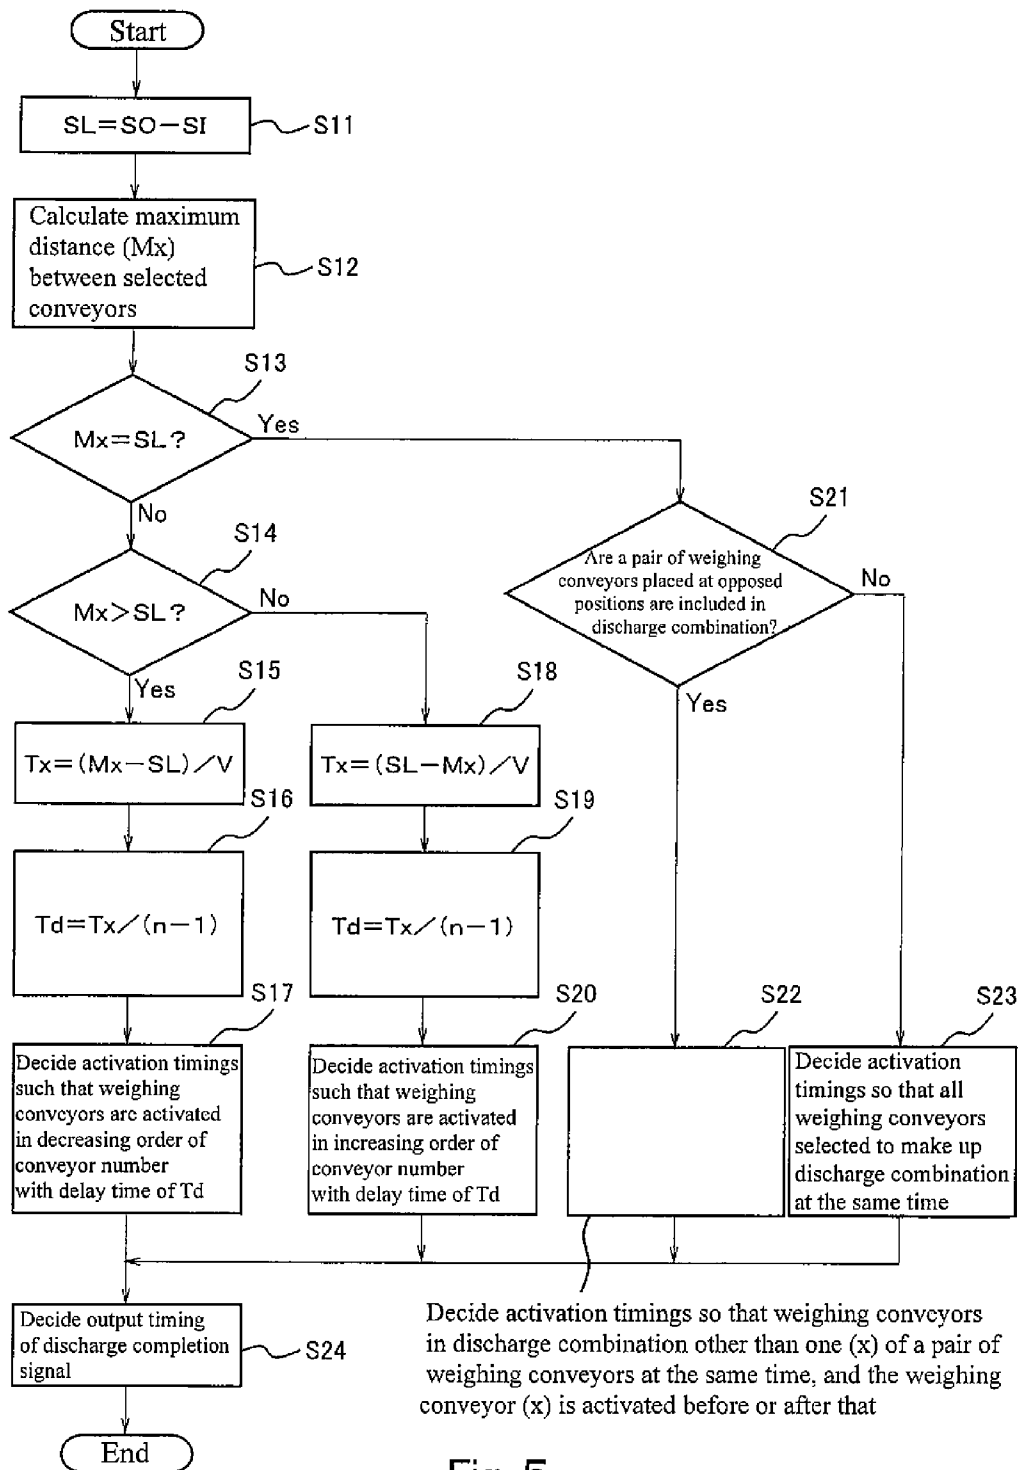 Start
SL=SO−SI
S11
Calculate maximum
distance (Mx)
between selected
conveyors
S12
S13
Mx=SL?
Yes
No
S14
Mx>SL?
No
Yes
S21
Are a pair of weighing
conveyors placed at opposed
positions are included in
discharge combination?
No
Yes
S15
Tx=(Mx−SL)/V
S18
Tx=(SL−Mx)/V
S16
Td=Tx/(n−1)
S19
Td=Tx/(n−1)
S17
Decide activation timings
such that weighing
conveyors are activated
in decreasing order of
conveyor number
with delay time of Td
S20
Decide activation timings
such that weighing
conveyors are activated
in increasing order of
conveyor number
with delay time of Td
S22
S23
Decide activation
timings so that all
weighing conveyors
selected to make up
discharge combination
at the same time
Decide output timing
of discharge completion
signal
S24
Decide activation timings so that weighing conveyors
in discharge combination other than one (x) of a pair of
weighing conveyors at the same time, and the weighing
conveyor (x) is activated before or after that
End
Fig. 5